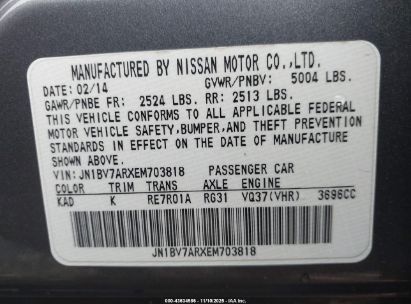 MANUFACTURED BY NISSAN MOTOR CO.,LTD.
DATE: 02/14 GVWR/PNBV: 5004 LBS.
GAWR/PNBE FR: 2524 LBS. RR: 2513 LBS.
THIS VEHICLE CONFORMS TO ALL APPLICABLE FEDERAL
MOTOR VEHICLE SAFETY,BUMPER,AND THEFT PREVENTION
STANDARDS IN EFFECT ON THE DATE OF MANUFACTURE
SHOWN ABOVE.
VIN: JN1BV7ARXEM703818 PASSENGER CAR
COLOR TRIM TRANS AXLE ENGINE
KAD K RE7R01A RG31 VQ37(VHR) 3696CC
JN1BV7ARXEM703818